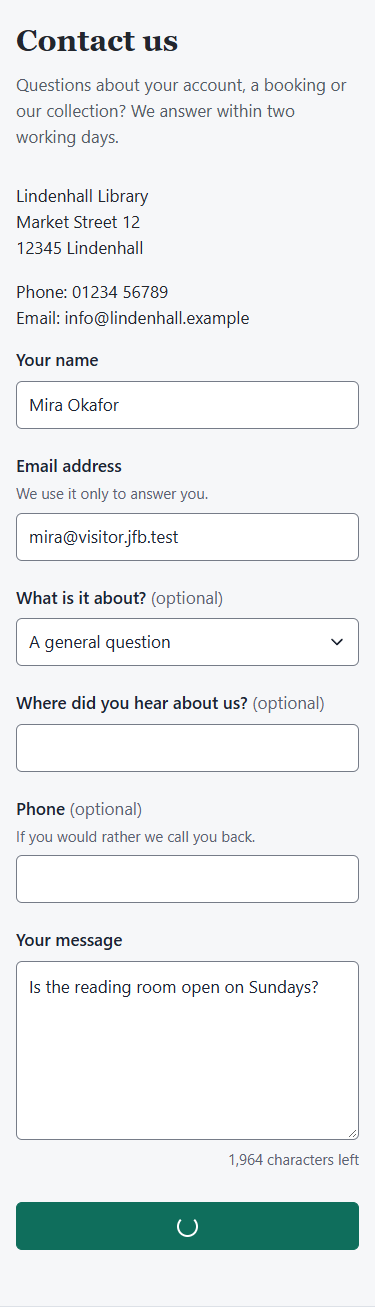 Contact us
Questions about your account, a booking or
our collection? We answer within two
working days.
Lindenhall Library
Market Street 12
12345 Lindenhall
Phone: 01234 56789
Email: info@lindenhall.example
Your name
Mira Okafor
Email address
We use it only to answer you.
mira@visitor.jfb.test
What is it about? (optional)
A general question
Where did you hear about us? (optional)
Phone (optional)
If you would rather we call you back.
Your message
Is the reading room open on Sundays?
1,964 characters left